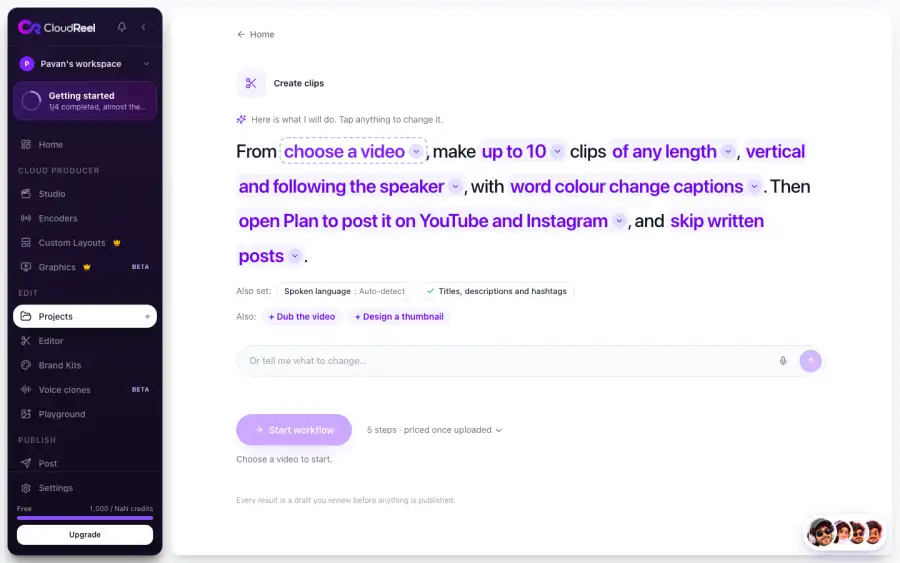 CloudReel
P Pavan's workspace
Getting started
1/4 completed, almost the...
Home
CLOUD PRODUCER
Studio
Encoders
Custom Layouts
Graphics BETA
EDIT
Projects
Editor
Brand Kits
Voice clones BETA
Playground
PUBLISH
Post
Settings
Free 1,000 / NaN credits
Upgrade
Home
Create clips
Here is what I will do. Tap anything to change it.
From choose a video , make up to 10 clips of any length , vertical
and following the speaker , with word colour change captions . Then
open Plan to post it on YouTube and Instagram , and skip written
posts .
Also set: Spoken language : Auto-detect Titles, descriptions and hashtags
Also: + Dub the video + Design a thumbnail
Or tell me what to change...
Start workflow 5 steps · priced once uploaded
Choose a video to start.
Every result is a draft you review before anything is published.